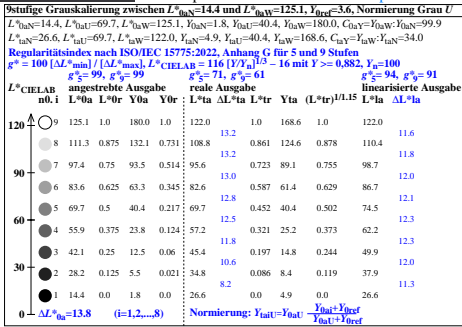 9stufige Grauskalierung zwischen L*0aN=14.4 und L*0aW=125.1, Y0ref=3.6, Normierung Grau U
L*0aN=14.4, L*0aU=69.7, L*0aW=125.1, Y0aN=1.8, Y0aU=40.4, Y0aW=180.0, C0aY=Y0aW:Y0aN=99.9
L*taN=26.6, L*taU=69.7, L*taW=122.0, YtaN=4.9, YtaU=40.4, YtaW=168.6, CtaY=YtaW:YtaN=34.0
Regularitätsindex nach ISO/IEC 15775:2022, Anhang G für 5 und 9 Stufen
g* = 100 [ΔL*min] / [ΔL*max], L*CIELAB = 116 [Y/Yn]1/3 − 16 mit Y >= 0,882, Yn=100
g*5= 99, g*9= 99 g*5= 71, g*9= 61 g*5= 94, g*9= 91
L*CIELAB angestrebte Ausgabe reale Ausgabe linearisierte Ausgabe
n0. i L*0a L*0r Y0a Y0r L*ta ΔL*ta L*tr Yta (L*tr)1/1.15 L*la ΔL*la
120 9 125.1 1.0 180.0 1.0 122.0 1.0 168.6 1.0 122.0
13.2 11.6
8 111.3 0.875 132.1 0.731 108.8 0.861 124.6 0.878 110.4
13.2 11.8
90 7 97.4 0.75 93.5 0.514 95.6 0.723 89.1 0.755 98.7
13.0 12.0
6 83.6 0.625 63.3 0.345 82.6 0.587 61.4 0.629 86.7
12.8 12.1
60 5 69.7 0.5 40.4 0.217 69.7 0.452 40.4 0.502 74.5
12.5 12.3
4 55.9 0.375 23.8 0.124 57.2 0.321 25.2 0.373 62.2
11.8 12.3
30 3 42.1 0.25 12.5 0.06 45.4 0.197 14.8 0.244 49.9
10.6 12.0
2 28.2 0.125 5.5 0.021 34.8 0.086 8.4 0.119 37.9
8.2 11.3
1 14.4 0.0 1.8 0.0 26.6 0.0 4.9 0.0 26.6
0 ΔL*0a=13.8 (i=1,2,...,8) Normierung: YtaiU=Y0aU Y0ai+Y0ref
Y0aU+Y0ref